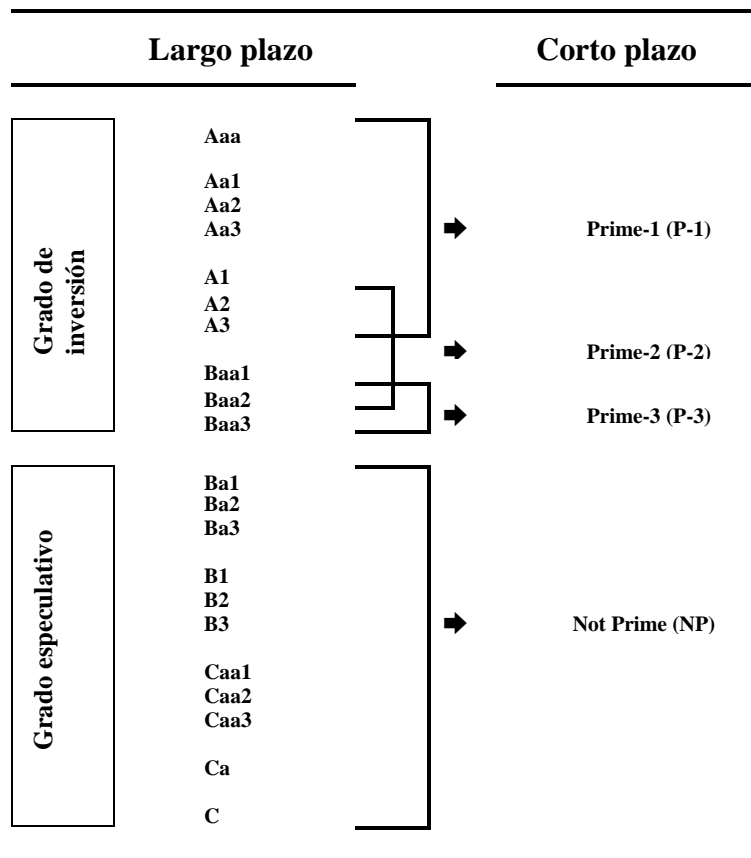 Largo plazo
Corto plazo
Grado de
inversión
Aaa
Aa1
Aa2
Aa3
Prime-1 (P-1)
A1
A2
A3
Prime-2 (P-2)
Baa1
Baa2
Baa3
Prime-3 (P-3)
Grado especulativo
Ba1
Ba2
Ba3
B1
B2
B3
Not Prime (NP)
Caa1
Caa2
Caa3
Ca
C